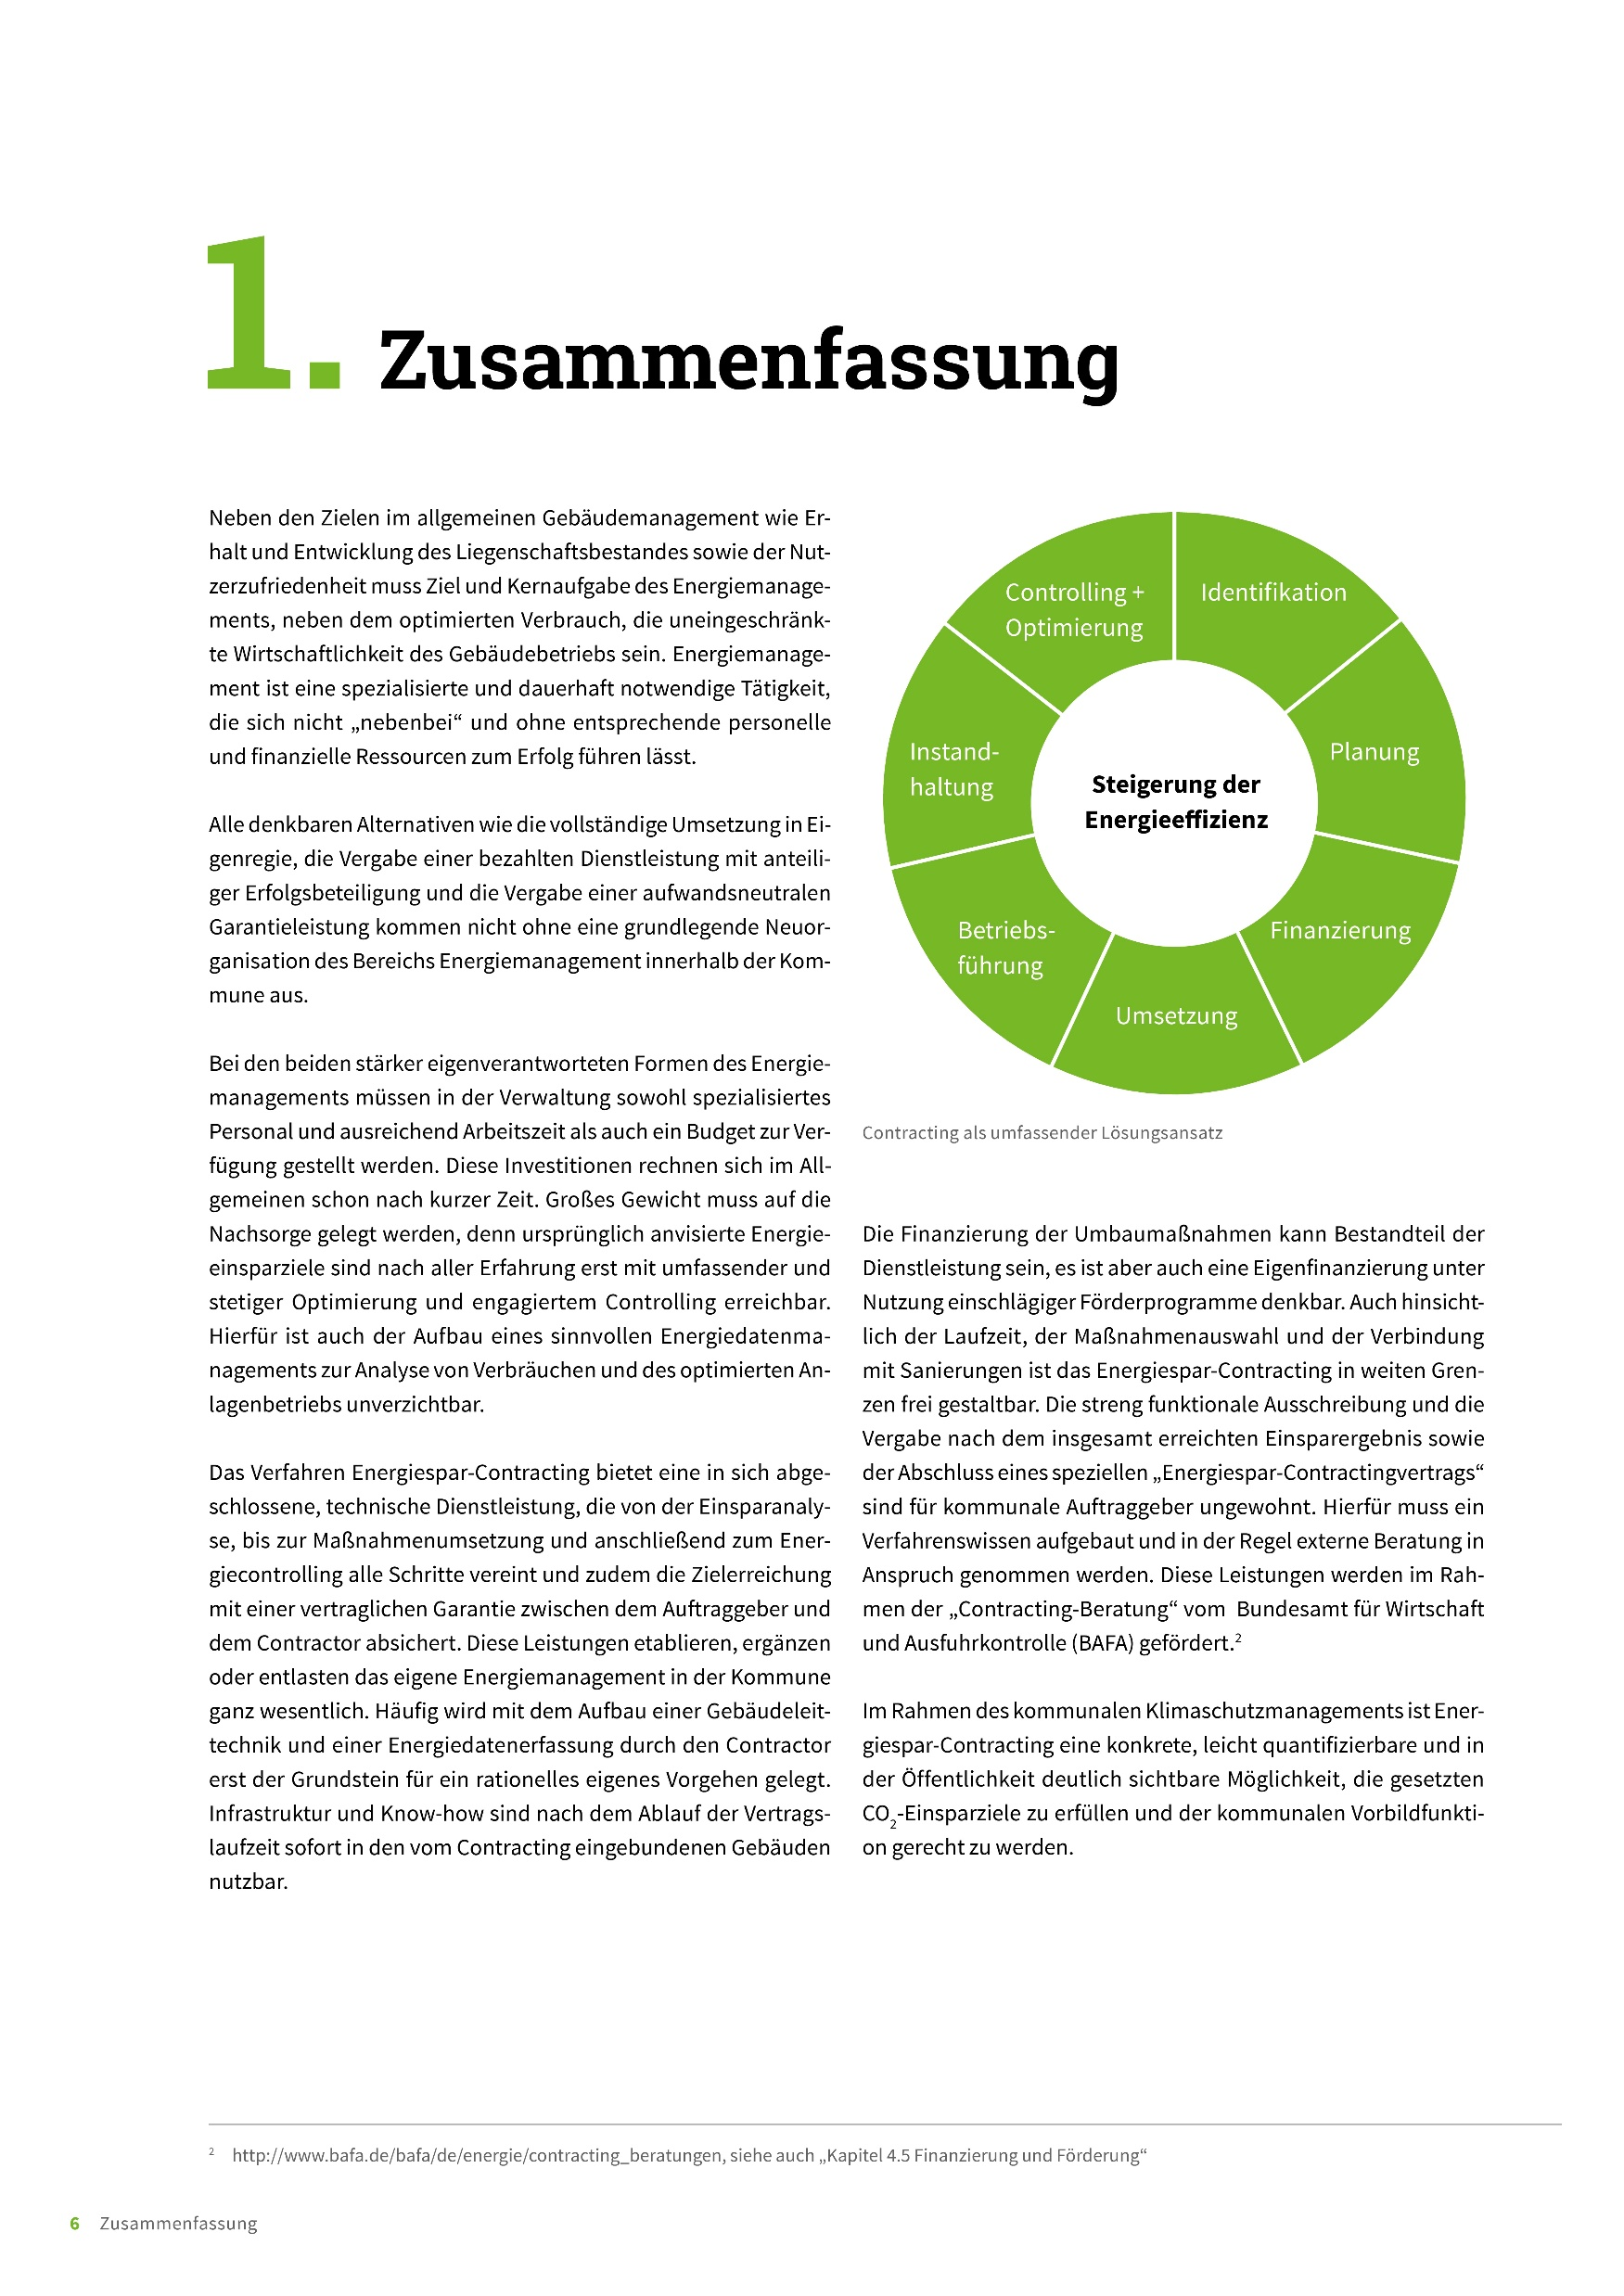 1. Zusammenfassung
Neben den Zielen im allgemeinen Gebäudemanagement wie Er-
halt und Entwicklung des Liegenschaftsbestandes sowie der Nut-
zerzufriedenheit muss Ziel und Kernaufgabe des Energiemanage-
ments, neben dem optimierten Verbrauch, die uneingeschränk-
te Wirtschaftlichkeit des Gebäudebetriebs sein. Energiemanage-
ment ist eine spezialisierte und dauerhaft notwendige Tätigkeit,
die sich nicht „nebenbei“ und ohne entsprechende personelle
und finanzielle Ressourcen zum Erfolg führen lässt.
Alle denkbaren Alternativen wie die vollständige Umsetzung in Ei-
genregie, die Vergabe einer bezahlten Dienstleistung mit anteili-
ger Erfolgsbeteiligung und die Vergabe einer aufwandsneutralen
Garantieleistung kommen nicht ohne eine grundlegende Neuor-
ganisation des Bereichs Energiemanagement innerhalb der Kom-
mune aus.
Bei den beiden stärker eigenverantworteten Formen des Energie-
managements müssen in der Verwaltung sowohl spezialisiertes
Personal und ausreichend Arbeitszeit als auch ein Budget zur Ver-
fügung gestellt werden. Diese Investitionen rechnen sich im All-
gemeinen schon nach kurzer Zeit. Großes Gewicht muss auf die
Nachsorge gelegt werden, denn ursprünglich anvisierte Energie-
einsparziele sind nach aller Erfahrung erst mit umfassender und
stetiger Optimierung und engagiertem Controlling erreichbar.
Hierfür ist auch der Aufbau eines sinnvollen Energiedatenma-
nagements zur Analyse von Verbräuchen und des optimierten An-
lagenbetriebs unverzichtbar.
Das Verfahren Energiespar-Contracting bietet eine in sich abge-
schlossene, technische Dienstleistung, die von der Einsparanaly-
se, bis zur Maßnahmenumsetzung und anschließend zum Ener-
giecontrolling alle Schritte vereint und zudem die Zielerreichung
mit einer vertraglichen Garantie zwischen dem Auftraggeber und
dem Contractor absichert. Diese Leistungen etablieren, ergänzen
oder entlasten das eigene Energiemanagement in der Kommune
ganz wesentlich. Häufig wird mit dem Aufbau einer Gebäudeleit-
technik und einer Energiedatenerfassung durch den Contractor
erst der Grundstein für ein rationelles eigenes Vorgehen gelegt.
Infrastruktur und Know-how sind nach dem Ablauf der Vertrags-
laufzeit sofort in den vom Contracting eingebundenen Gebäuden
nutzbar.
Controlling +
Optimierung
Identifikation
Planung
Finanzierung
Umsetzung
Betriebs-
führung
Instand-
haltung
Steigerung der
Energieeffizienz
Contracting als umfassender Lösungsansatz
Die Finanzierung der Umbaumaßnahmen kann Bestandteil der
Dienstleistung sein, es ist aber auch eine Eigenfinanzierung unter
Nutzung einschlägiger Förderprogramme denkbar. Auch hinsicht-
lich der Laufzeit, der Maßnahmenauswahl und der Verbindung
mit Sanierungen ist das Energiespar-Contracting in weiten Gren-
zen frei gestaltbar. Die streng funktionale Ausschreibung und die
Vergabe nach dem insgesamt erreichten Einsparergebnis sowie
der Abschluss eines speziellen „Energiespar-Contractingvertrags“
sind für kommunale Auftraggeber ungewohnt. Hierfür muss ein
Verfahrenswissen aufgebaut und in der Regel externe Beratung in
Anspruch genommen werden. Diese Leistungen werden im Rah-
men der „Contracting-Beratung“ vom Bundesamt für Wirtschaft
und Ausfuhrkontrolle (BAFA) gefördert.²
Im Rahmen des kommunalen Klimaschutzmanagements ist Ener-
giespar-Contracting eine konkrete, leicht quantifizierbare und in
der Öffentlichkeit deutlich sichtbare Möglichkeit, die gesetzten
CO₂-Einsparziele zu erfüllen und der kommunalen Vorbildfunkti-
on gerecht zu werden.
² http://www.bafa.de/bafa/de/energie/contracting_beratungen, siehe auch „Kapitel 4.5 Finanzierung und Förderung“
6 Zusammenfassung